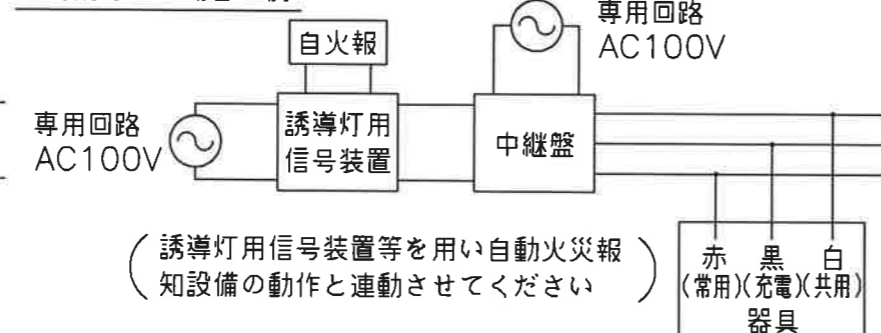 自火報
専用回路
AC100V
専用回路
AC100V
誘導灯用
信号装置
中継盤
(誘導灯用信号装置等を用い自動火災報
知設備の動作と連動させてください)
赤 黒 白
(常用)(充電)(共用)
器具